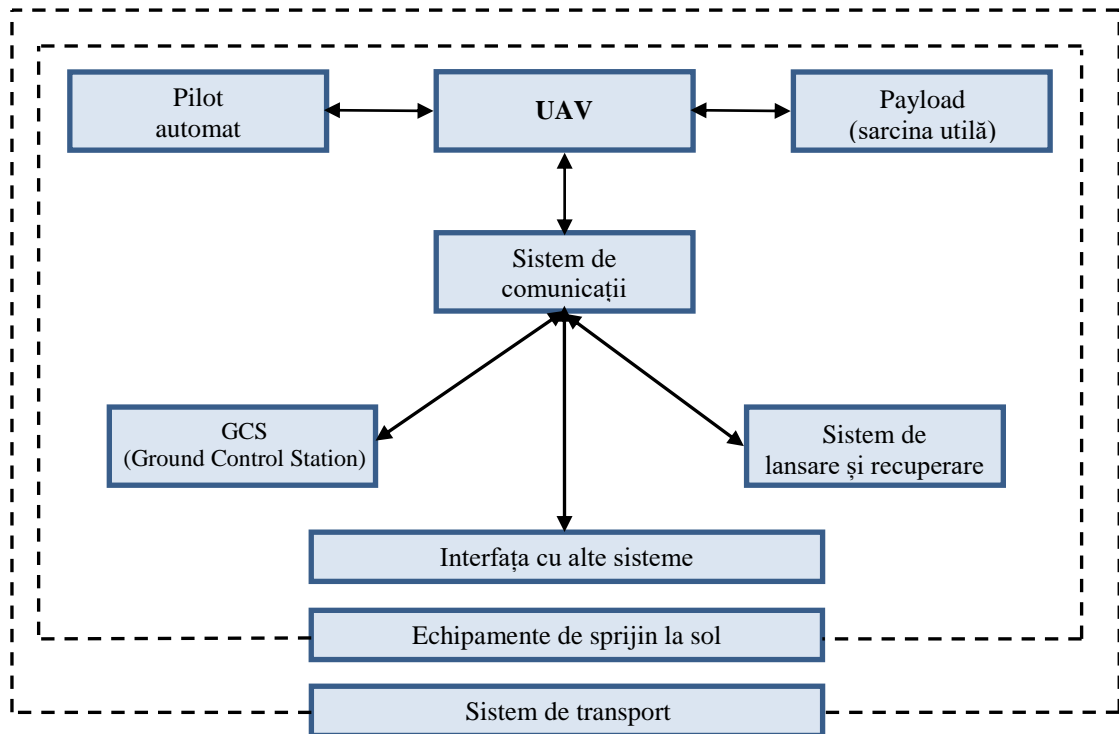 Pilot
automat
UAV
Payload
(sarcina utilă)
Sistem de
comunicații
GCS
(Ground Control Station)
Sistem de
lansare și recuperare
Interfața cu alte sisteme
Echipamente de sprijin la sol
Sistem de transport